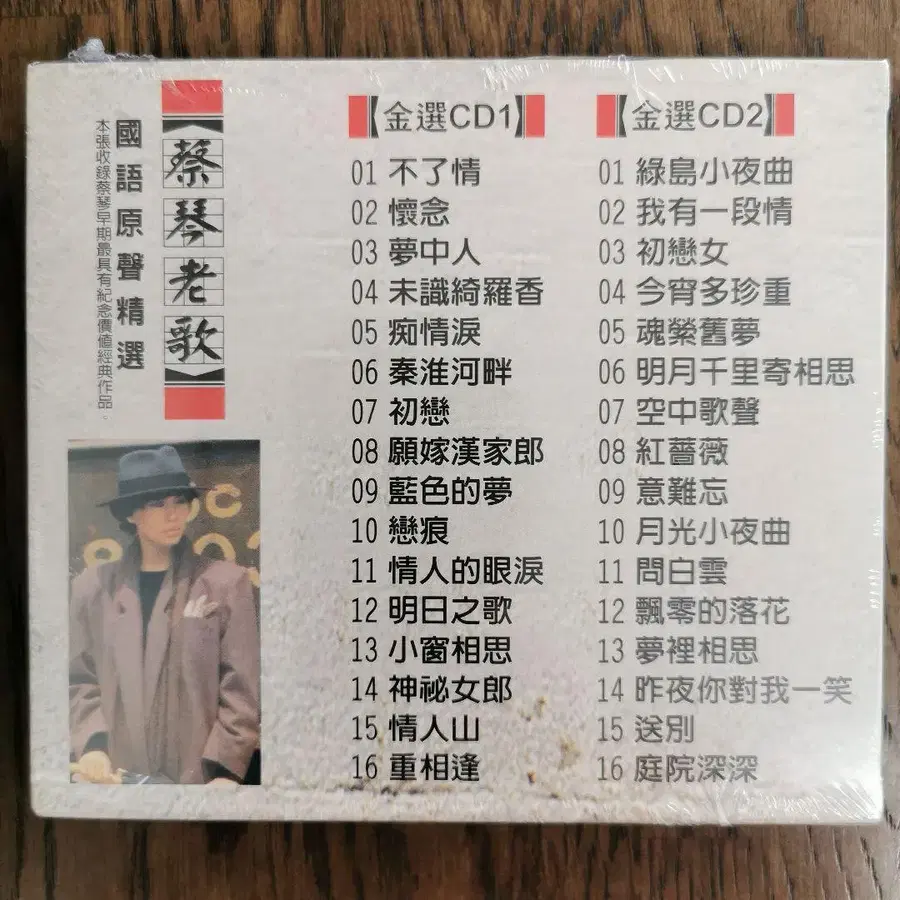 蔡琴老歌
國語原聲精選
本張收錄蔡琴早期最具有紀念價值經典作品。
【金選CD1】
01 不了情
02 懷念
03 夢中人
04 未識綺羅香
05 痴情淚
06 秦淮河畔
07 初戀
08 願嫁漢家郎
09 藍色的夢
10 戀痕
11 情人的眼淚
12 明日之歌
13 小窗相思
14 神祕女郎
15 情人山
16 重相逢
【金選CD2】
01 綠島小夜曲
02 我有一段情
03 初戀女
04 今宵多珍重
05 魂縈舊夢
06 明月千里寄相思
07 空中歌聲
08 紅薔薇
09 意難忘
10 月光小夜曲
11 問白雲
12 飄零的落花
13 夢裡相思
14 昨夜你對我一笑
15 送別
16 庭院深深